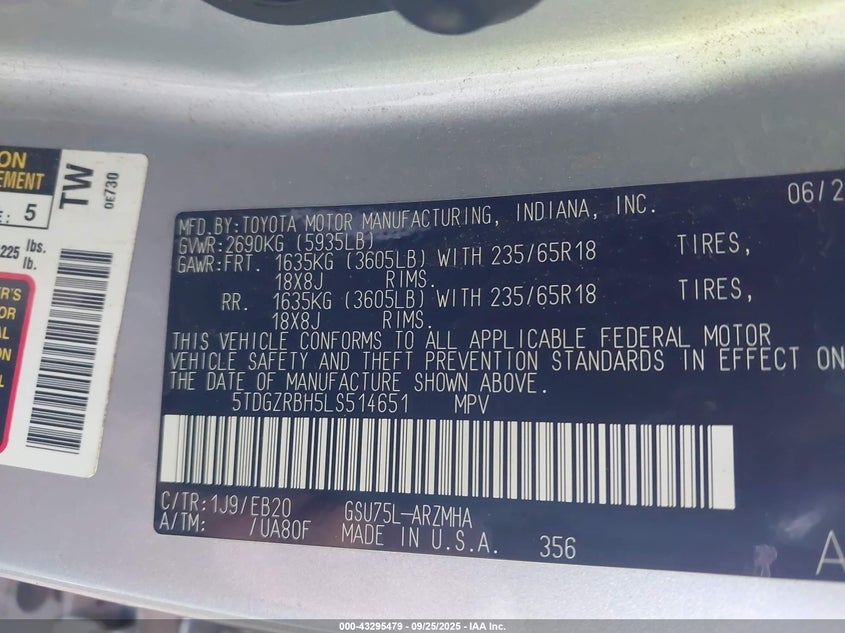 ON
EMENT
TW
0E730
: 5
225 lbs.
lb.
ER'S
OR
AL
ON
L
06/2
MFD.BY:TOYOTA MOTOR MANUFACTURING, INDIANA, INC.
GVWR:2690KG (5935LB)
GAWR:FRT. 1635KG (3605LB) WITH 235/65R18 TIRES,
18X8J RIMS.
RR. 1635KG (3605LB) WITH 235/65R18 TIRES,
18X8J RIMS.
THIS VEHICLE CONFORMS TO ALL APPLICABLE FEDERAL MOTOR
VEHICLE SAFETY AND THEFT PREVENTION STANDARDS IN EFFECT ON
THE DATE OF MANUFACTURE SHOWN ABOVE.
5TDGZRBH5LS514651 MPV
C/TR:1J9/EB20 GSU75L-ARZMHA
A/TM: /UA80F MADE IN U.S.A. 356
A
000-43295479 - 09/25/2025 - IAA Inc.